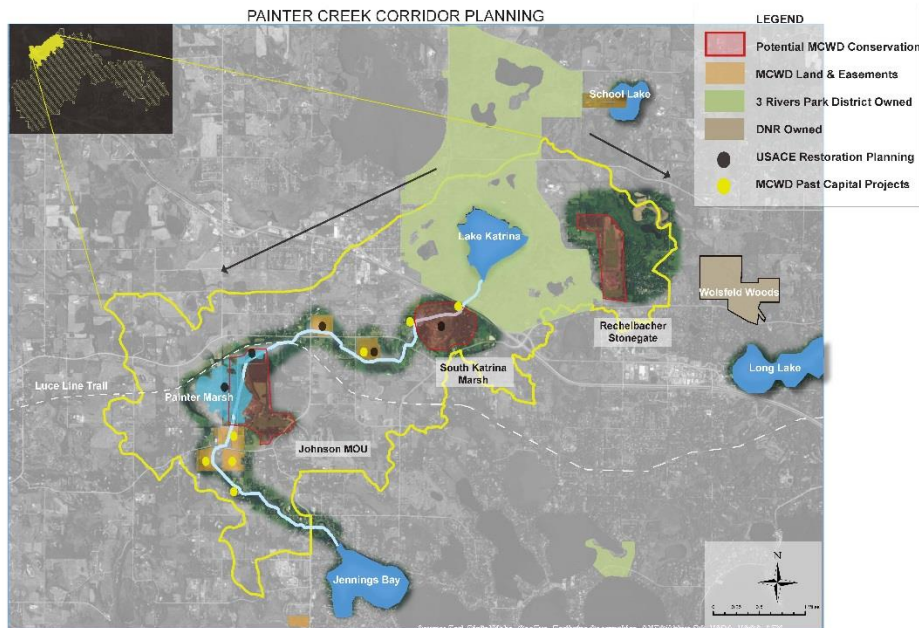 PAINTER CREEK CORRIDOR PLANNING
LEGEND
Potential MCWD Conservation
MCWD Land & Easements
3 Rivers Park District Owned
DNR Owned
USACE Restoration Planning
MCWD Past Capital Projects
School Lake
Lake Katrina
Wolsfeld Woods
Rechelbacher
Stonegate
Long Lake
South Katrina
Marsh
Luce Line Trail
Painter Marsh
Johnson MOU
Jennings Bay
N